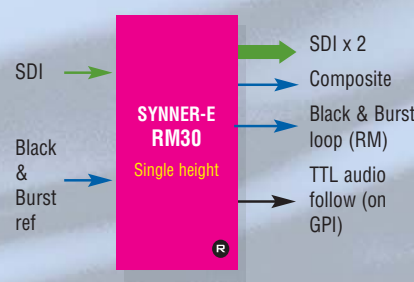 SDI
Black
&
Burst
ref
SYNNER-E
RM30
Single height
R
SDI x 2
Composite
Black & Burst
loop (RM)
TTL audio
follow (on
GPI)